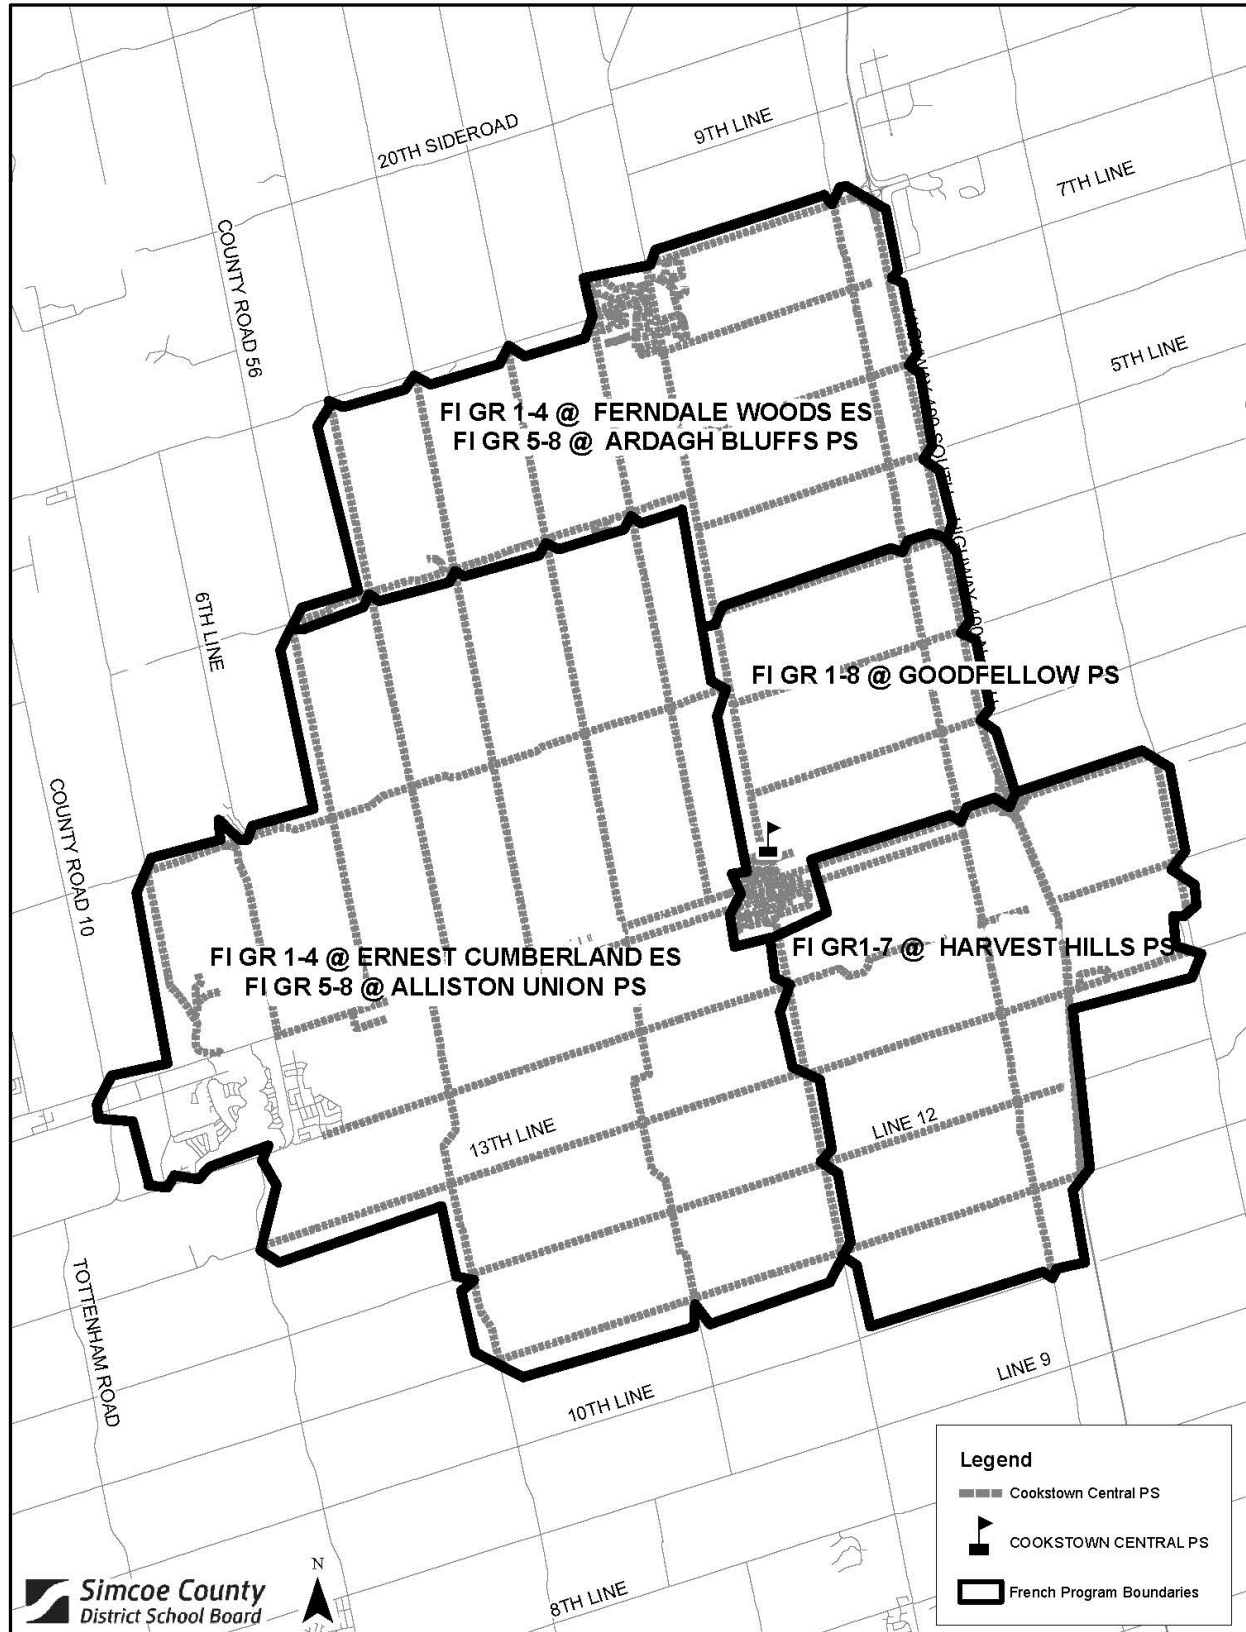 20TH SIDEROAD
9TH LINE
7TH LINE
COUNTY ROAD 56
5TH LINE
FI GR 1-4 @ FERNDALE WOODS ES
FI GR 5-8 @ ARDAGH BLUFFS PS
6TH LINE
FI GR 1-8 @ GOODFELLOW PS
COUNTY ROAD 10
FI GR 1-4 @ ERNEST CUMBERLAND ES
FI GR 5-8 @ ALLISTON UNION PS
FI GR1-7 @ HARVEST HILLS PS
13TH LINE
LINE 12
TOTTENHAM ROAD
10TH LINE
LINE 9
8TH LINE
Legend
Cookstown Central PS
COOKSTOWN CENTRAL PS
French Program Boundaries
N
Simcoe County
District School Board